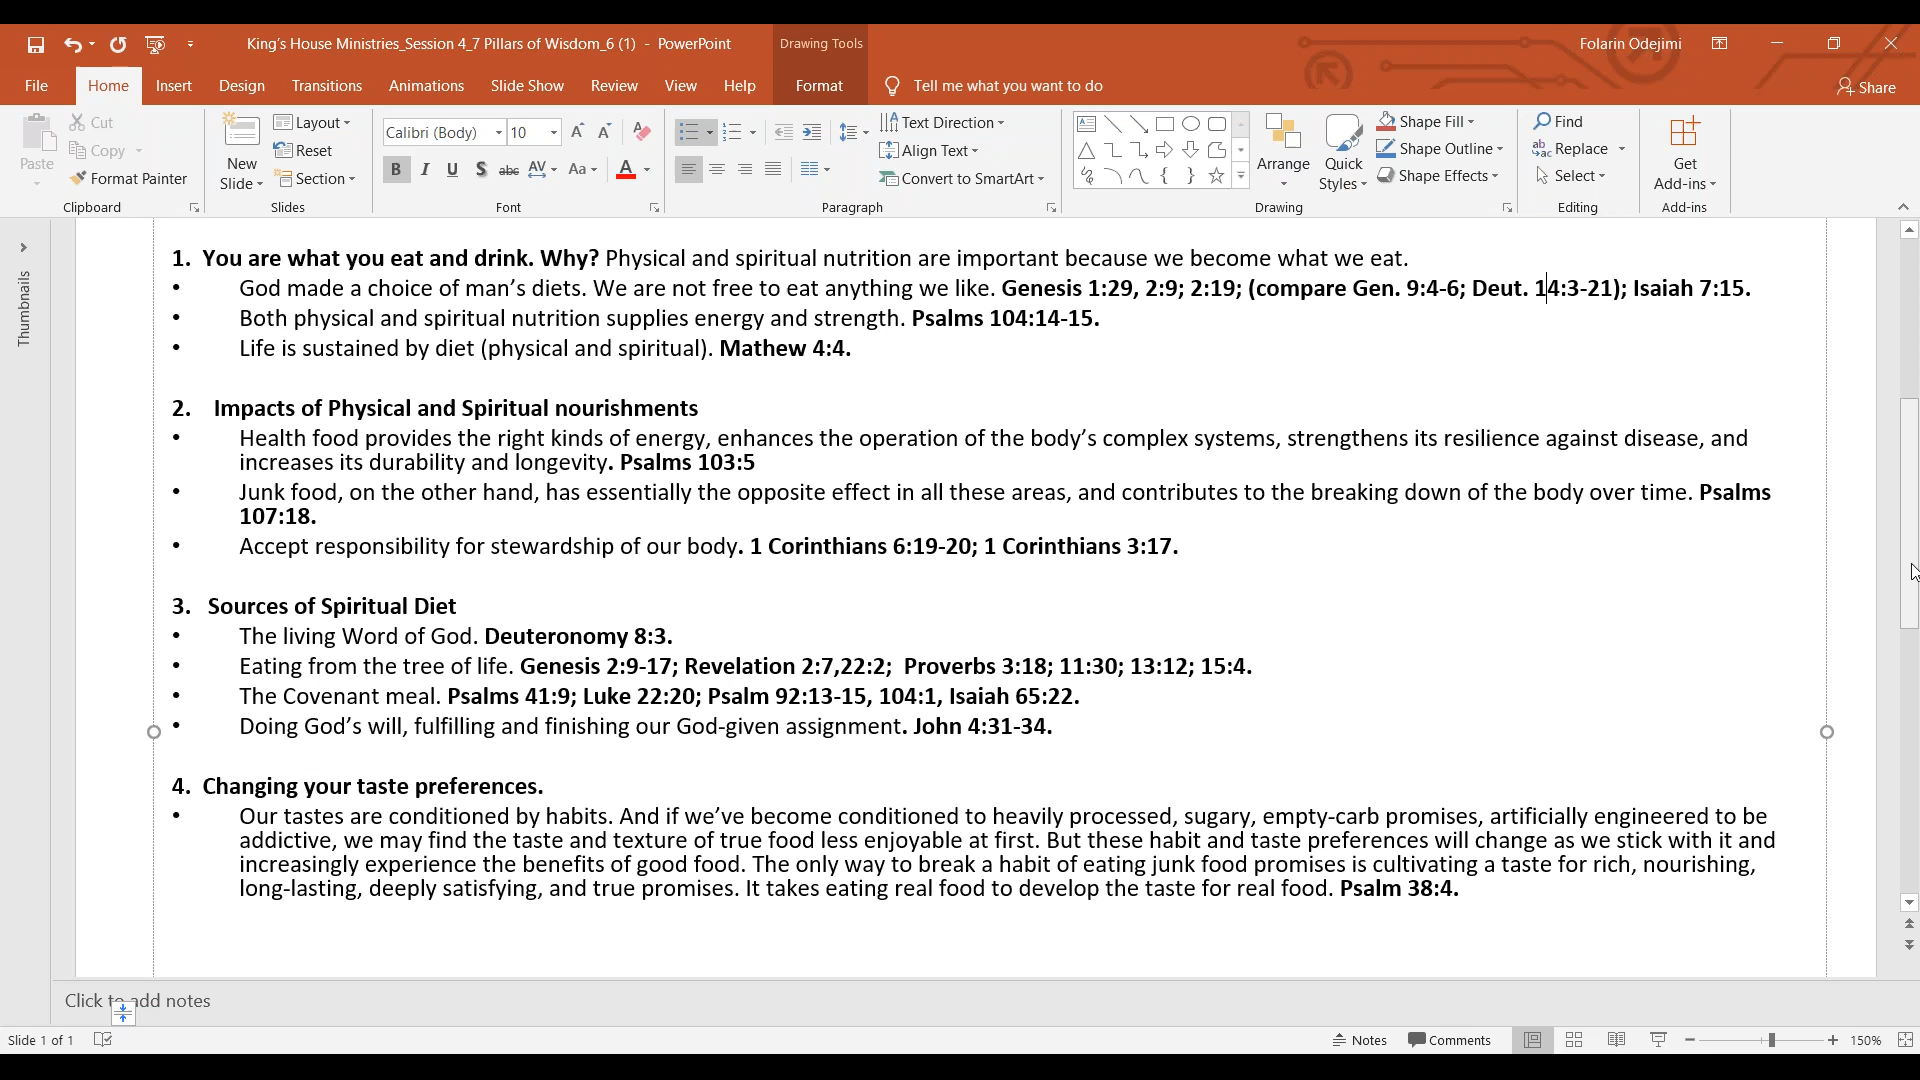 King's House Ministries_Session 4_7 Pillars of Wisdom_6 (1) - PowerPoint
Drawing Tools
Folarin Odejimi
File Home Insert Design Transitions Animations Slide Show Review View Help Format Tell me what you want to do Share
Paste Cut Copy Format Painter Clipboard
New Slide Layout Reset Section Slides
Calibri (Body) 10 Font
B I U S abc AV Aa A
Text Direction Align Text Convert to SmartArt Paragraph
Arrange Quick Styles Shape Fill Shape Outline Shape Effects Drawing
Find Replace Select Editing
Get Add-ins Add-ins
Thumbnails
1. You are what you eat and drink. Why? Physical and spiritual nutrition are important because we become what we eat.
• God made a choice of man's diets. We are not free to eat anything we like. Genesis 1:29, 2:9; 2:19; (compare Gen. 9:4-6; Deut. 14:3-21); Isaiah 7:15.
• Both physical and spiritual nutrition supplies energy and strength. Psalms 104:14-15.
• Life is sustained by diet (physical and spiritual). Mathew 4:4.
2. Impacts of Physical and Spiritual nourishments
• Health food provides the right kinds of energy, enhances the operation of the body's complex systems, strengthens its resilience against disease, and
increases its durability and longevity. Psalms 103:5
• Junk food, on the other hand, has essentially the opposite effect in all these areas, and contributes to the breaking down of the body over time. Psalms
107:18.
• Accept responsibility for stewardship of our body. 1 Corinthians 6:19-20; 1 Corinthians 3:17.
3. Sources of Spiritual Diet
• The living Word of God. Deuteronomy 8:3.
• Eating from the tree of life. Genesis 2:9-17; Revelation 2:7,22:2; Proverbs 3:18; 11:30; 13:12; 15:4.
• The Covenant meal. Psalms 41:9; Luke 22:20; Psalm 92:13-15, 104:1, Isaiah 65:22.
• Doing God's will, fulfilling and finishing our God-given assignment. John 4:31-34.
4. Changing your taste preferences.
• Our tastes are conditioned by habits. And if we've become conditioned to heavily processed, sugary, empty-carb promises, artificially engineered to be
addictive, we may find the taste and texture of true food less enjoyable at first. But these habit and taste preferences will change as we stick with it and
increasingly experience the benefits of good food. The only way to break a habit of eating junk food promises is cultivating a taste for rich, nourishing,
long-lasting, deeply satisfying, and true promises. It takes eating real food to develop the taste for real food. Psalm 38:4.
Click to add notes
Slide 1 of 1 Notes Comments 150%